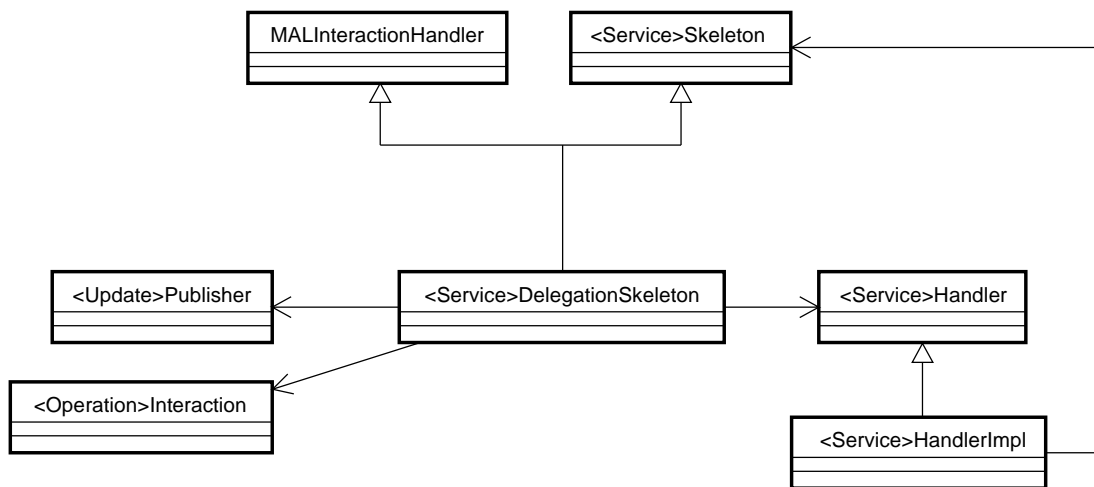 MALInteractionHandler
<Service>Skeleton
<Update>Publisher
<Service>DelegationSkeleton
<Service>Handler
<Operation>Interaction
<Service>HandlerImpl